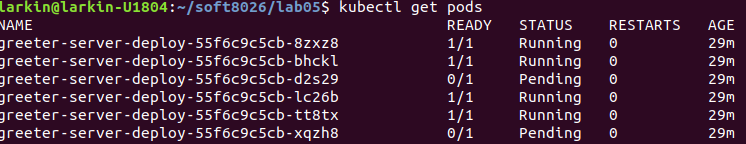 larkin@larkin-U1804:~/soft8026/lab05$ kubectl get pods
NAME READY STATUS RESTARTS AGE
greeter-server-deploy-55f6c9c5cb-8zxz8 1/1 Running 0 29m
greeter-server-deploy-55f6c9c5cb-bhckl 1/1 Running 0 29m
greeter-server-deploy-55f6c9c5cb-d2s29 0/1 Pending 0 29m
greeter-server-deploy-55f6c9c5cb-lc26b 1/1 Running 0 29m
greeter-server-deploy-55f6c9c5cb-tt8tx 1/1 Running 0 29m
greeter-server-deploy-55f6c9c5cb-xqzh8 0/1 Pending 0 29m